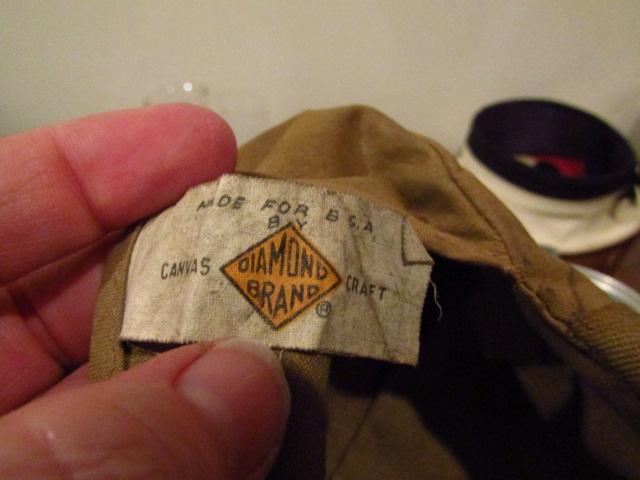 MADE FOR B.S.A.
BY
CANVAS DIAMOND BRAND CRAFT
®